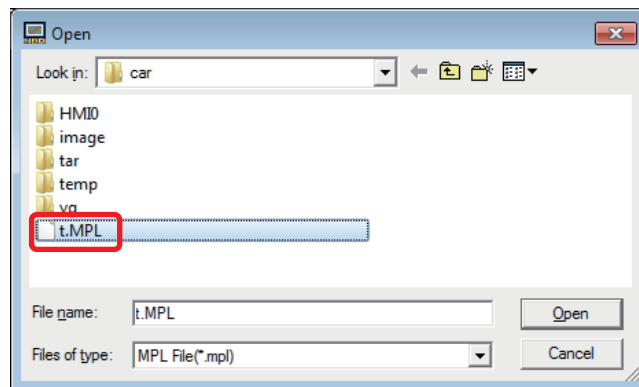 Open
Look in: car
HMI0
image
tar
temp
vg
t.MPL
File name: t.MPL Open
Files of type: MPL File(*.mpl) Cancel